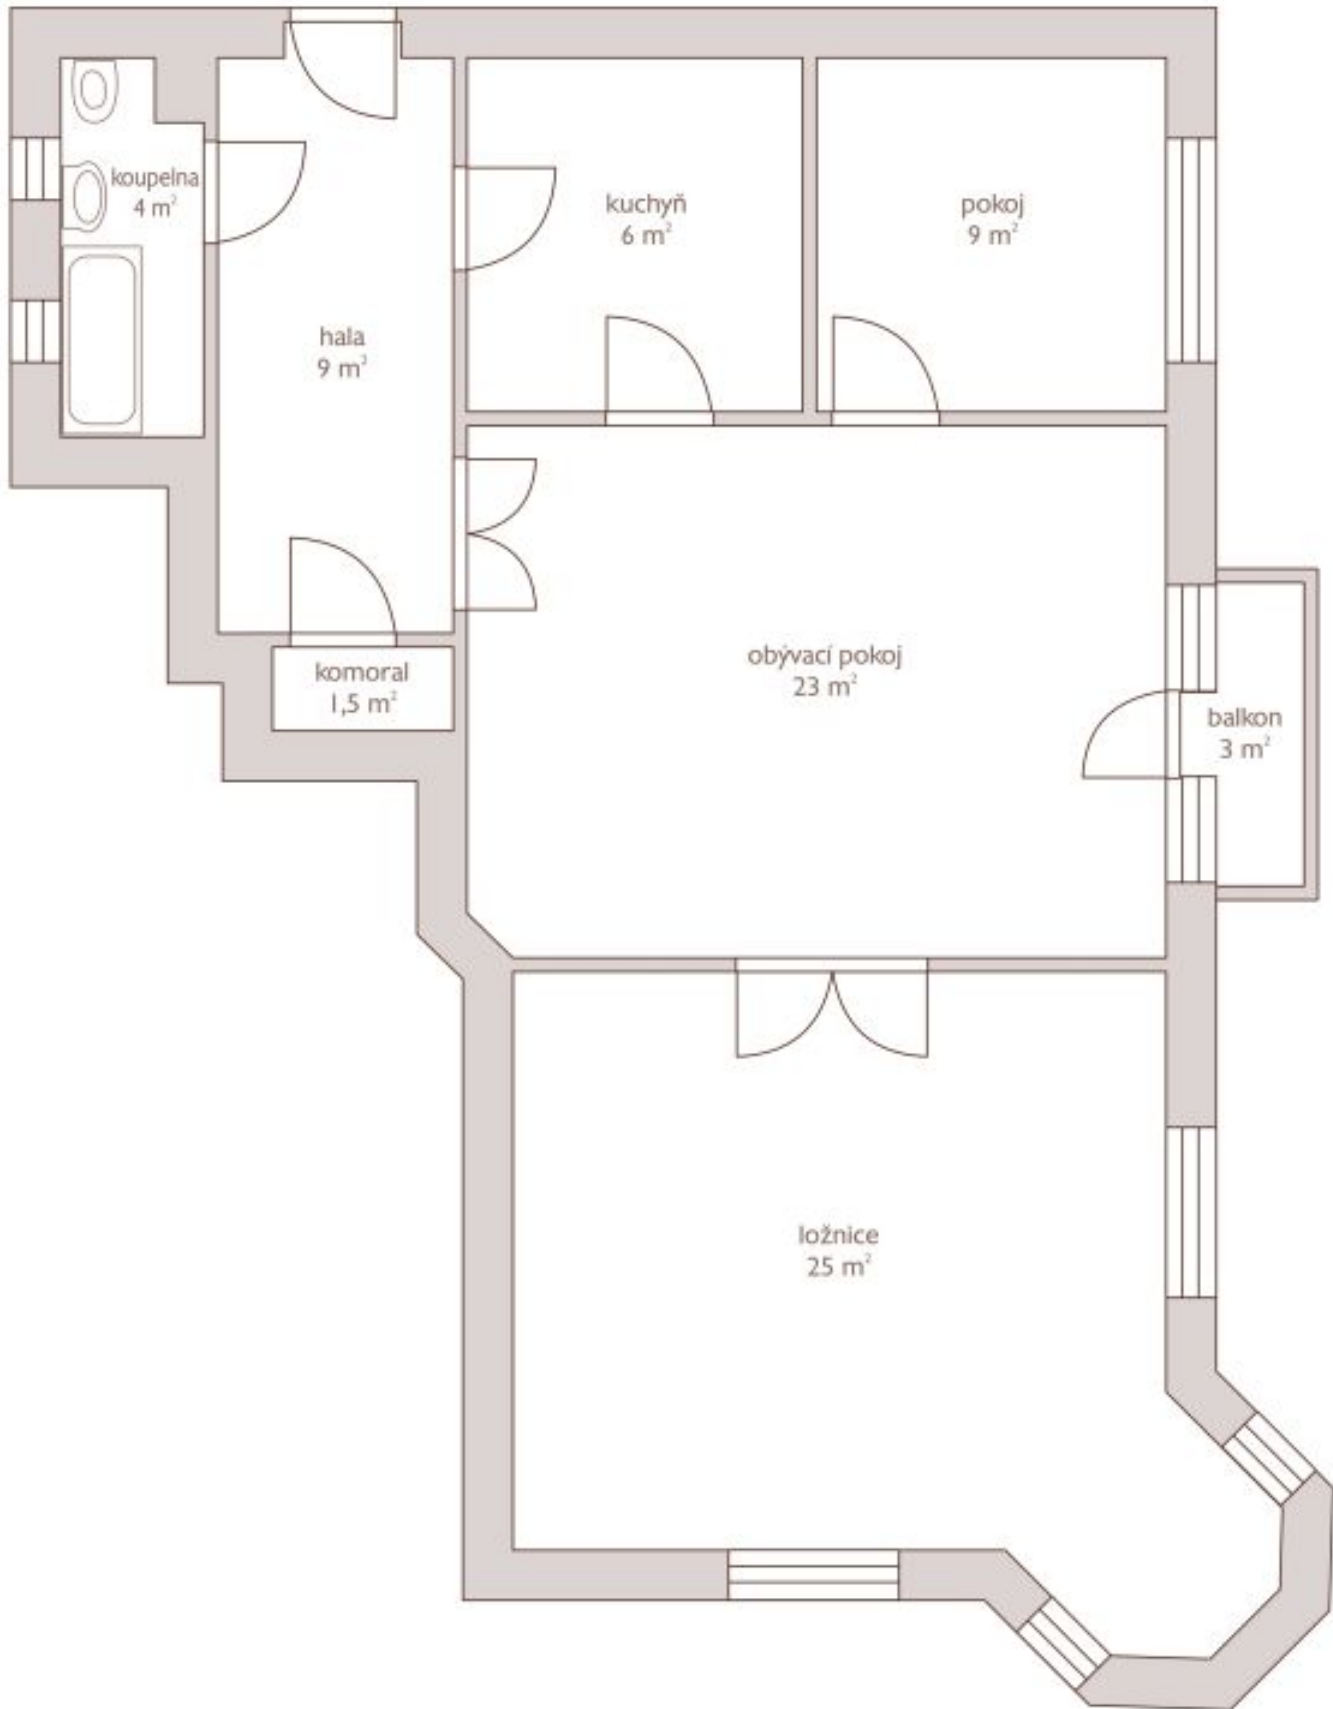 koupelna
4 m²
kuchyň
6 m²
pokoj
9 m²
hala
9 m²
komoral
1,5 m²
obývací pokoj
23 m²
balkon
3 m²
ložnice
25 m²